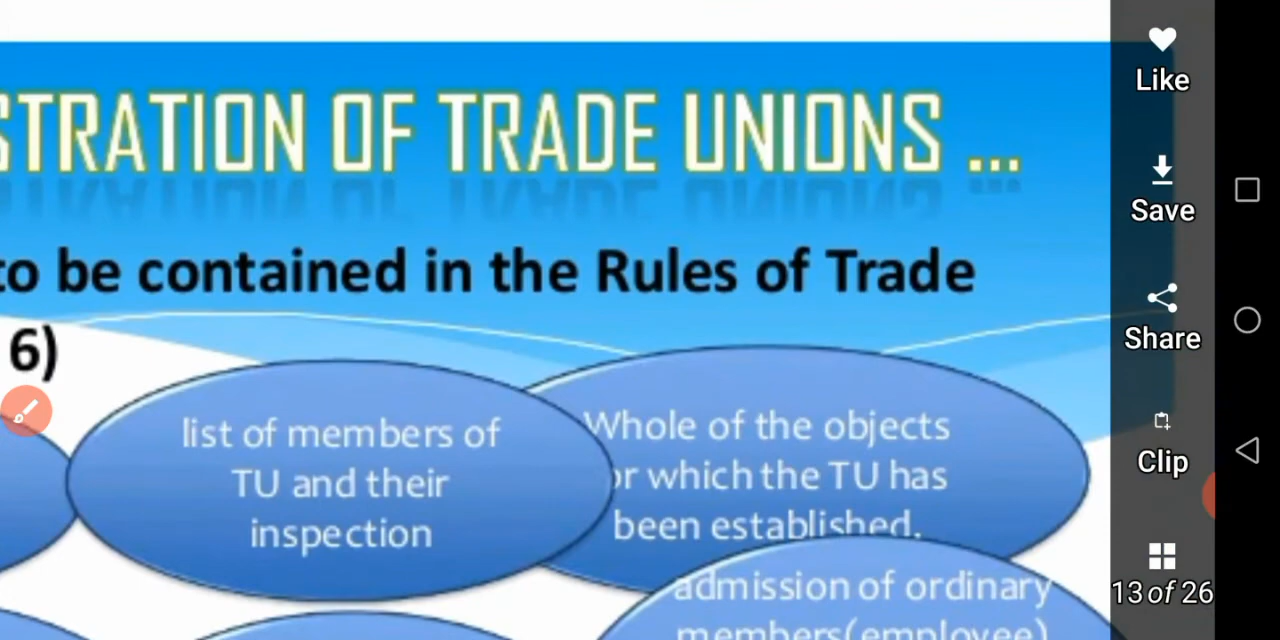 STRATION OF TRADE UNIONS ...
to be contained in the Rules of Trade
6)
list of members of
TU and their
inspection
Whole of the objects
or which the TU has
been established.
admission of ordinary
members(employee)
Like
Save
Share
Clip
13 of 26